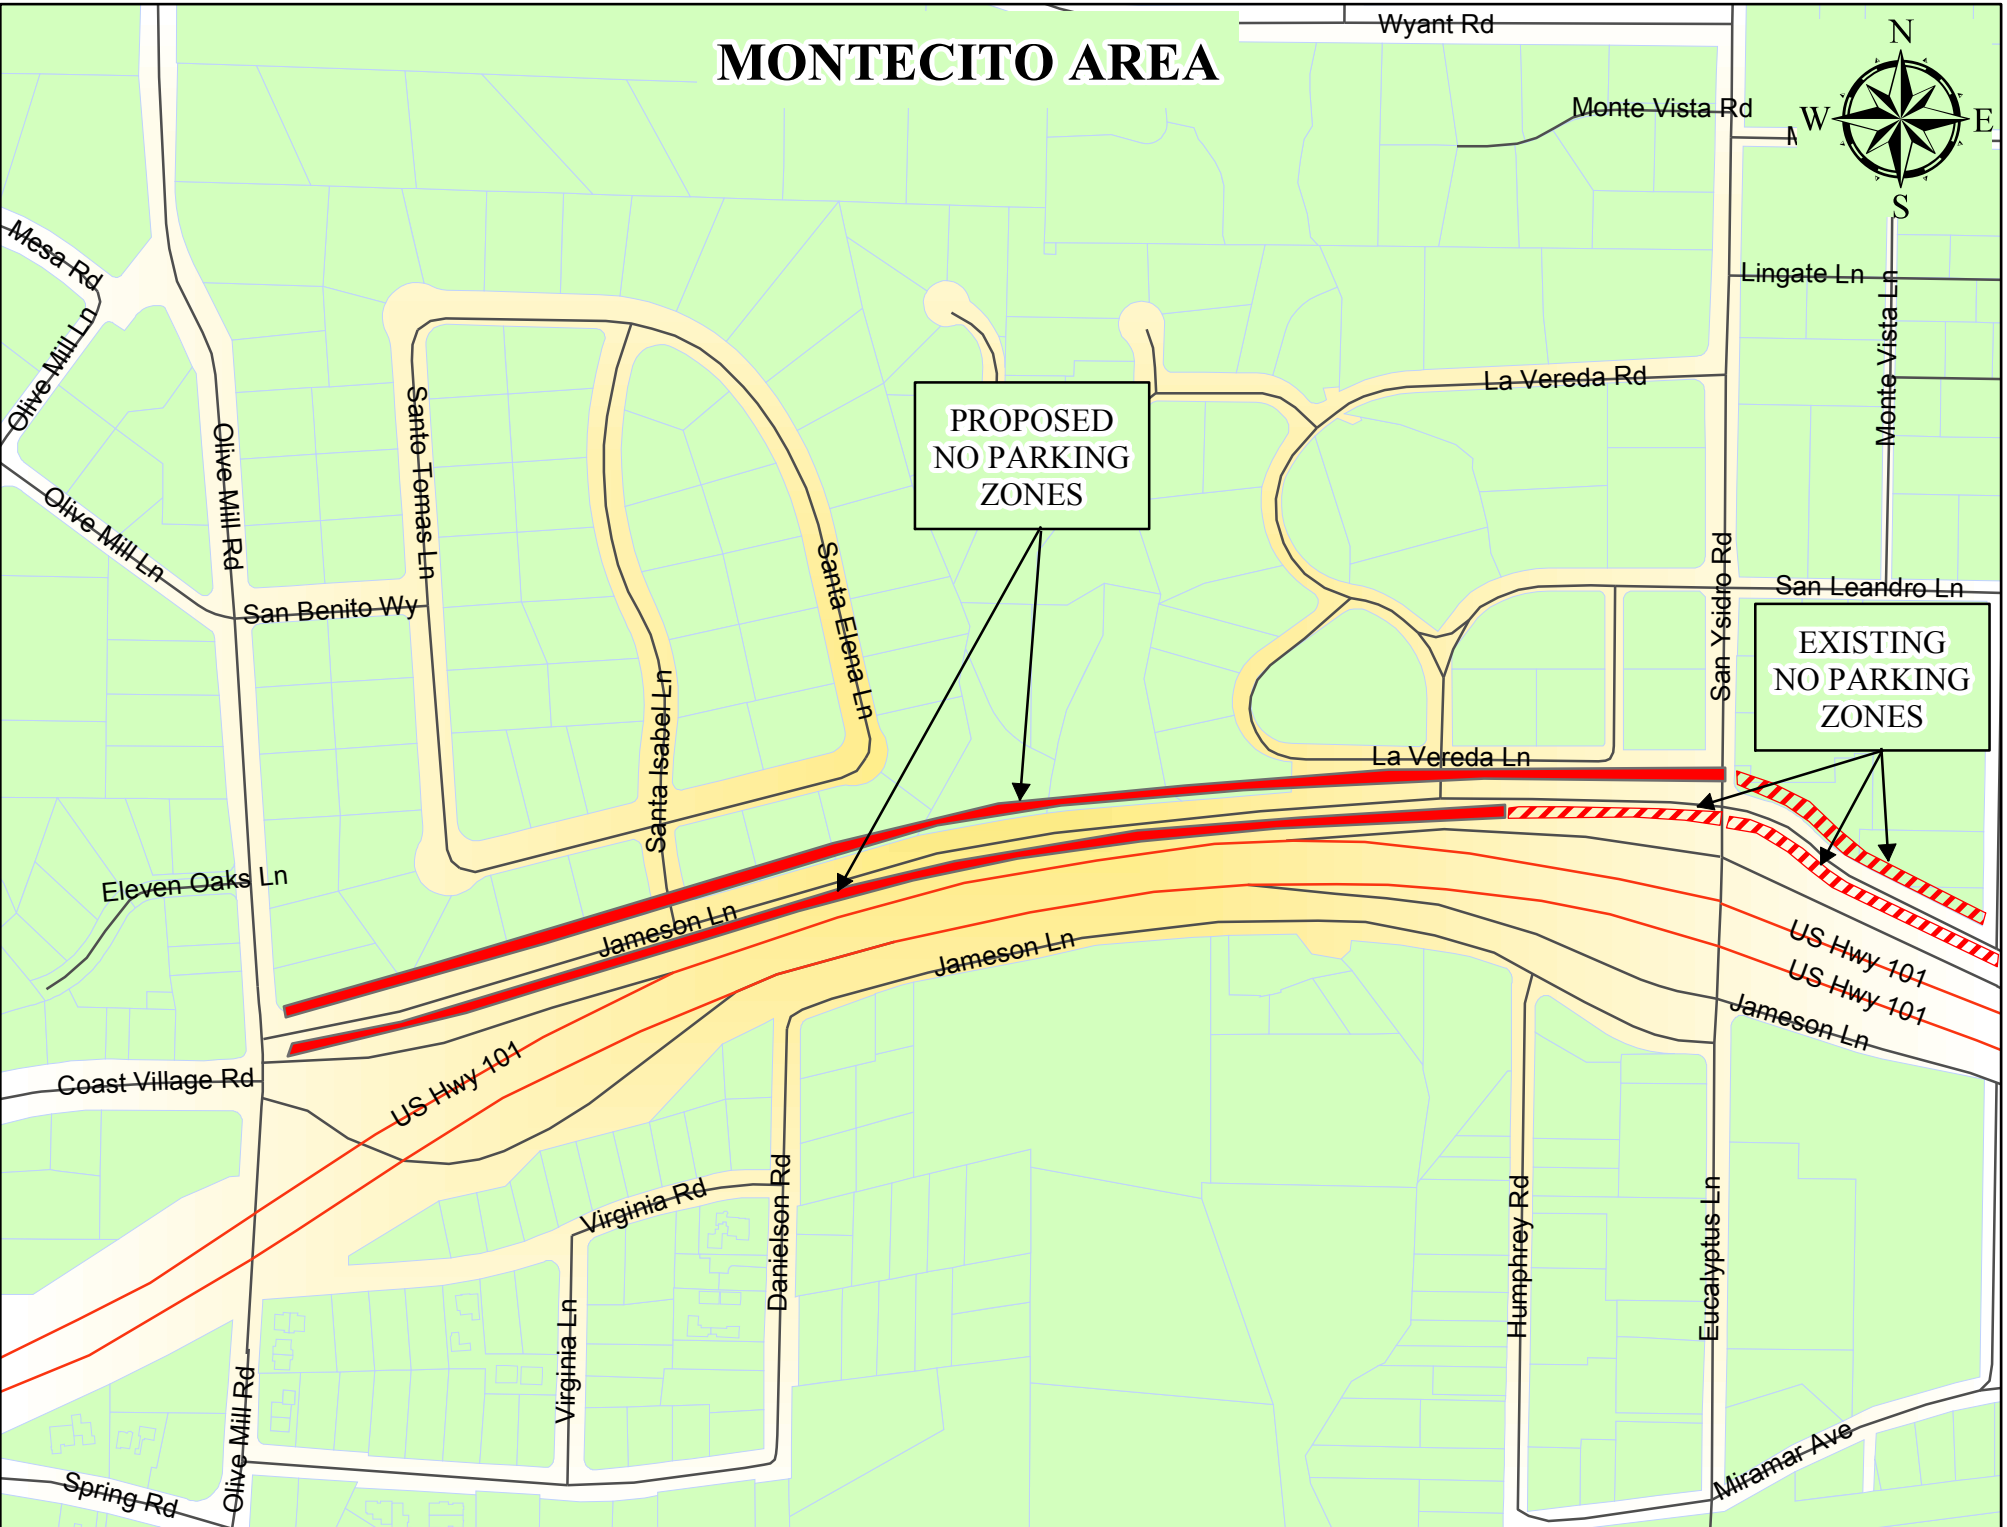 Wyant Rd
MONTECITO AREA
N
W
E
S
Monte Vista Rd
M
Mesa Rd
Lingate Ln
Monte Vista Ln
Olive Mill Ln
La Vereda Rd
Santo Tomas Ln
Olive Mill Rd
PROPOSED
NO PARKING
ZONES
Olive Mill Ln
Santa Elena Ln
San Ysidro Rd
San Leandro Ln
San Benito Wy
EXISTING
NO PARKING
ZONES
Santa Isabel Ln
La Vereda Ln
Eleven Oaks Ln
Jameson Ln
Jameson Ln
US Hwy 101
US Hwy 101
Jameson Ln
Coast Village Rd
US Hwy 101
Virginia Rd
Danielson Rd
Humphrey Rd
Eucalyptus Ln
Virginia Ln
Olive Mill Rd
Miramar Ave
Spring Rd